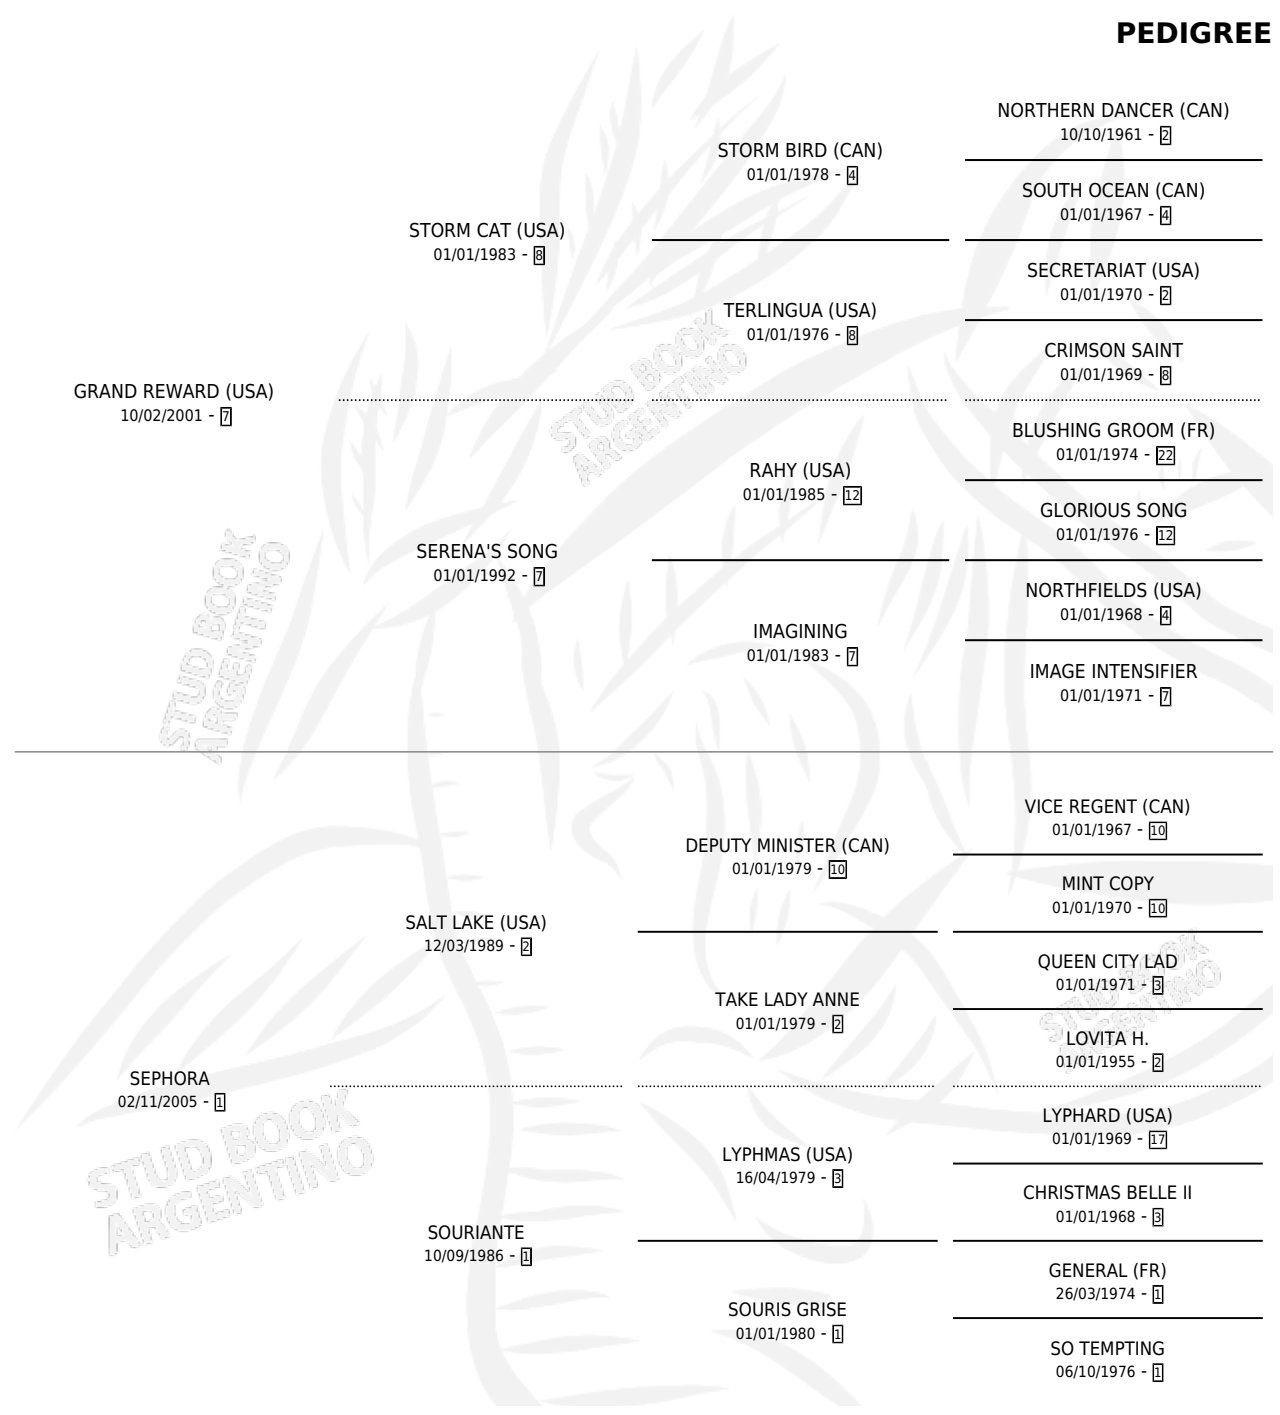 PEDIGREE
NORTHERN DANCER (CAN)
10/10/1961 - 2
STORM BIRD (CAN)
01/01/1978 - 4
SOUTH OCEAN (CAN)
01/01/1967 - 4
STORM CAT (USA)
01/01/1983 - 8
SECRETARIAT (USA)
01/01/1970 - 2
TERLINGUA (USA)
01/01/1976 - 8
CRIMSON SAINT
01/01/1969 - 8
GRAND REWARD (USA)
10/02/2001 - 7
BLUSHING GROOM (FR)
01/01/1974 - 22
RAHY (USA)
01/01/1985 - 12
GLORIOUS SONG
01/01/1976 - 12
SERENA'S SONG
01/01/1992 - 7
NORTHFIELDS (USA)
01/01/1968 - 4
IMAGINING
01/01/1983 - 7
IMAGE INTENSIFIER
01/01/1971 - 7
VICE REGENT (CAN)
01/01/1967 - 10
DEPUTY MINISTER (CAN)
01/01/1979 - 10
MINT COPY
01/01/1970 - 10
SALT LAKE (USA)
12/03/1989 - 2
QUEEN CITY LAD
01/01/1971 - 3
TAKE LADY ANNE
01/01/1979 - 2
LOVITA H.
01/01/1955 - 2
SEPHORA
02/11/2005 - 1
LYPHARD (USA)
01/01/1969 - 17
LYPHMAS (USA)
16/04/1979 - 3
CHRISTMAS BELLE II
01/01/1968 - 3
SOURIANTE
10/09/1986 - 1
GENERAL (FR)
26/03/1974 - 1
SOURIS GRISE
01/01/1980 - 1
SO TEMPTING
06/10/1976 - 1
STUD BOOK
ARGENTINO
STUD BOOK
ARGENTINO
STUD BOOK
ARGENTINO
STUD BOOK
ARGENTINO